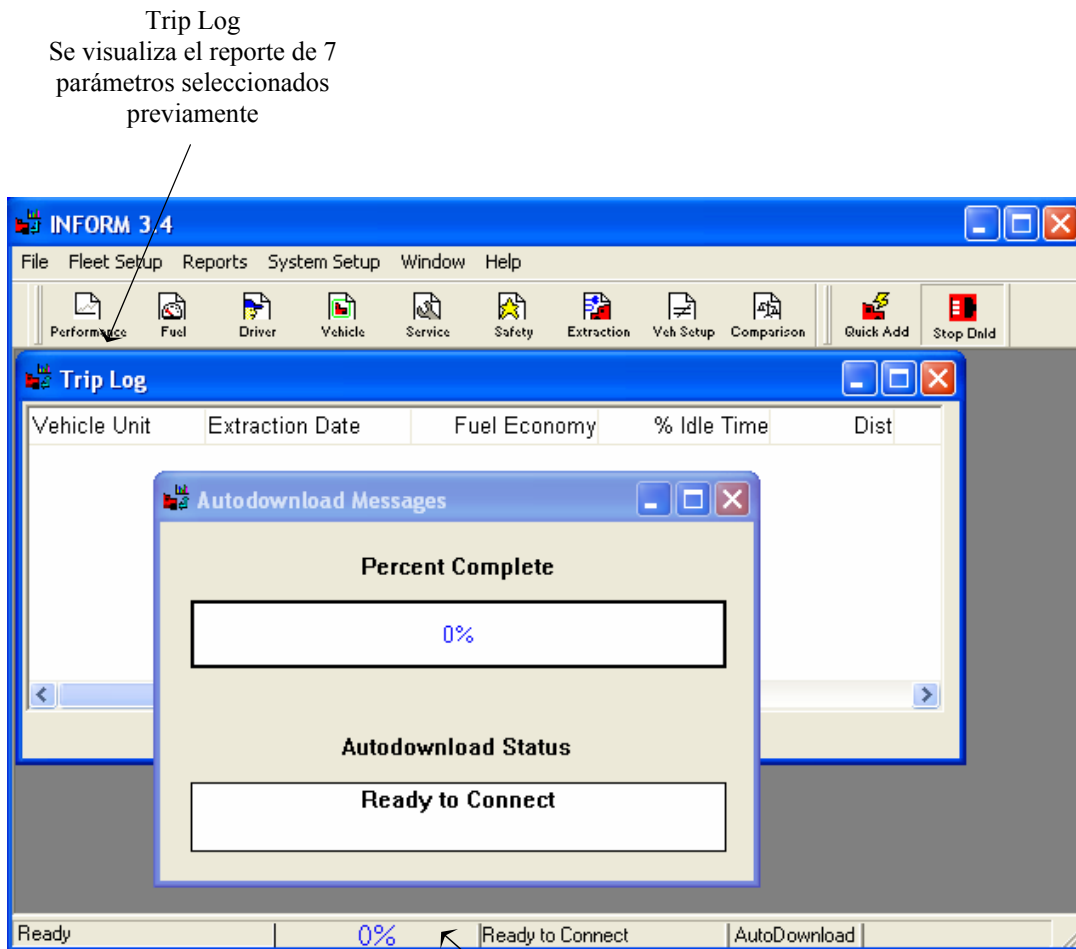 Trip Log
Se visualiza el reporte de 7
parámetros seleccionados
previamente
INFORM 3.4
File Fleet Setup Reports System Setup Window Help
Performance Fuel Driver Vehicle Service Safety Extraction Veh Setup Comparison Quick Add Stop Dnld
Trip Log
Vehicle Unit Extraction Date Fuel Economy % Idle Time Dist
Autodownload Messages
Percent Complete
0%
Autodownload Status
Ready to Connect
Ready 0% Ready to Connect AutoDownload